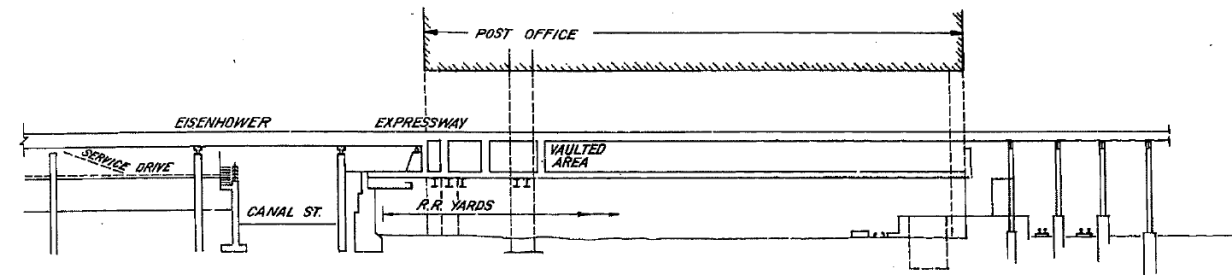 POST OFFICE
EISENHOWER EXPRESSWAY
SERVICE DRIVE
VAULTED
AREA
CANAL ST.
R.R. YARDS